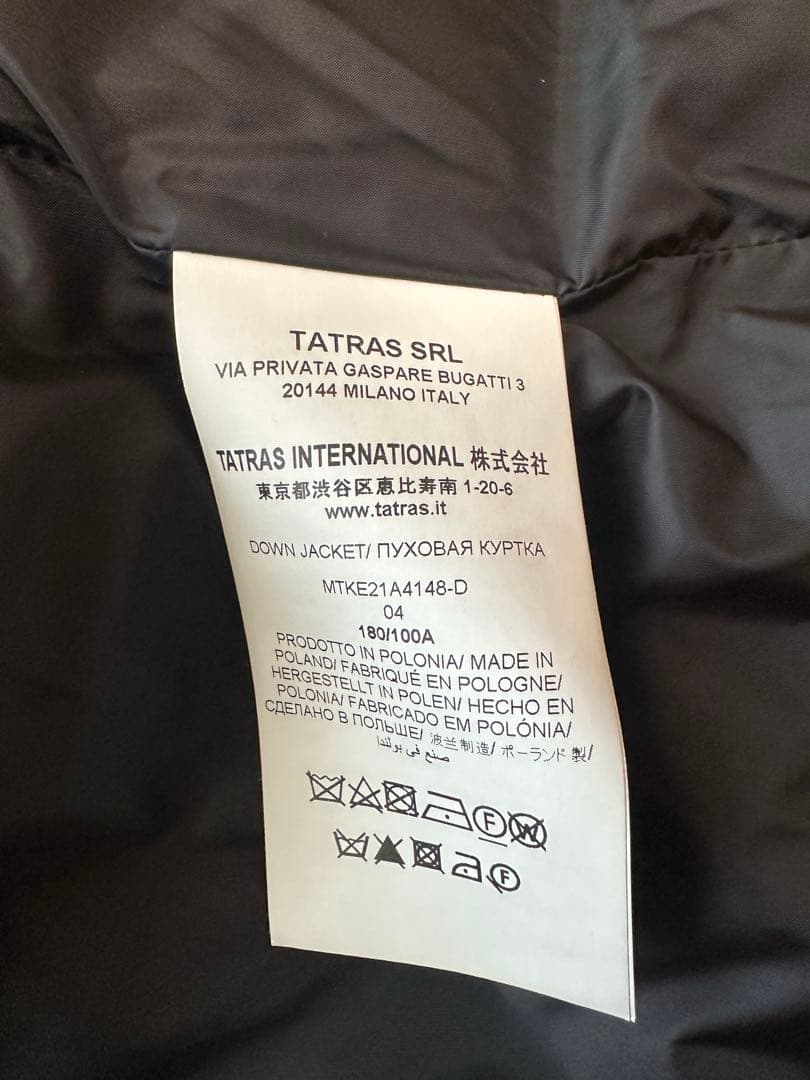 TATRAS SRL
VIA PRIVATA GASPARE BUGATTI 3
20144 MILANO ITALY
TATRAS INTERNATIONAL 株式会社
東京都渋谷区恵比寿南 1-20-6
www.tatras.it
DOWN JACKET/ ПУХОВАЯ КУРТКА
MTKE21A4148-D
04
180/100A
PRODOTTO IN POLONIA/ MADE IN
POLAND/ FABRIQUÉ EN POLOGNE/
HERGESTELLT IN POLEN/ HECHO EN
POLONIA/ FABRICADO EM POLÓNIA/
СДЕЛАНО В ПОЛЬШЕ/ 波兰制造/ ポーランド 製/
صنع في بولندا
F W
F